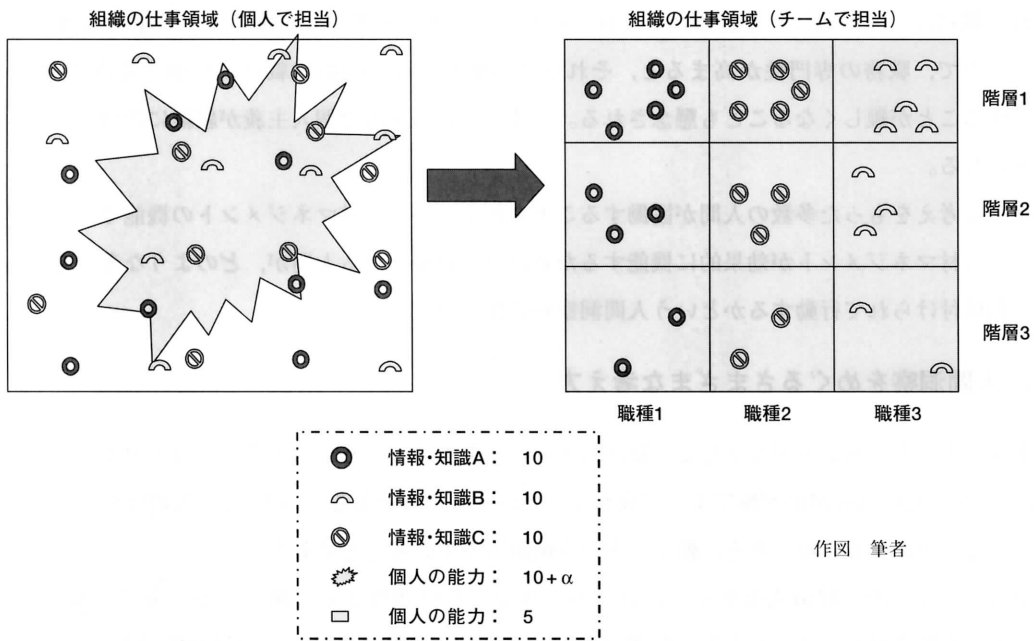 組織の仕事領域（個人で担当）
組織の仕事領域（チームで担当）
階層1
階層2
階層3
職種1
職種2
職種3
情報・知識A： 10
情報・知識B： 10
情報・知識C： 10
個人の能力： 10+α
個人の能力： 5
作図 筆者